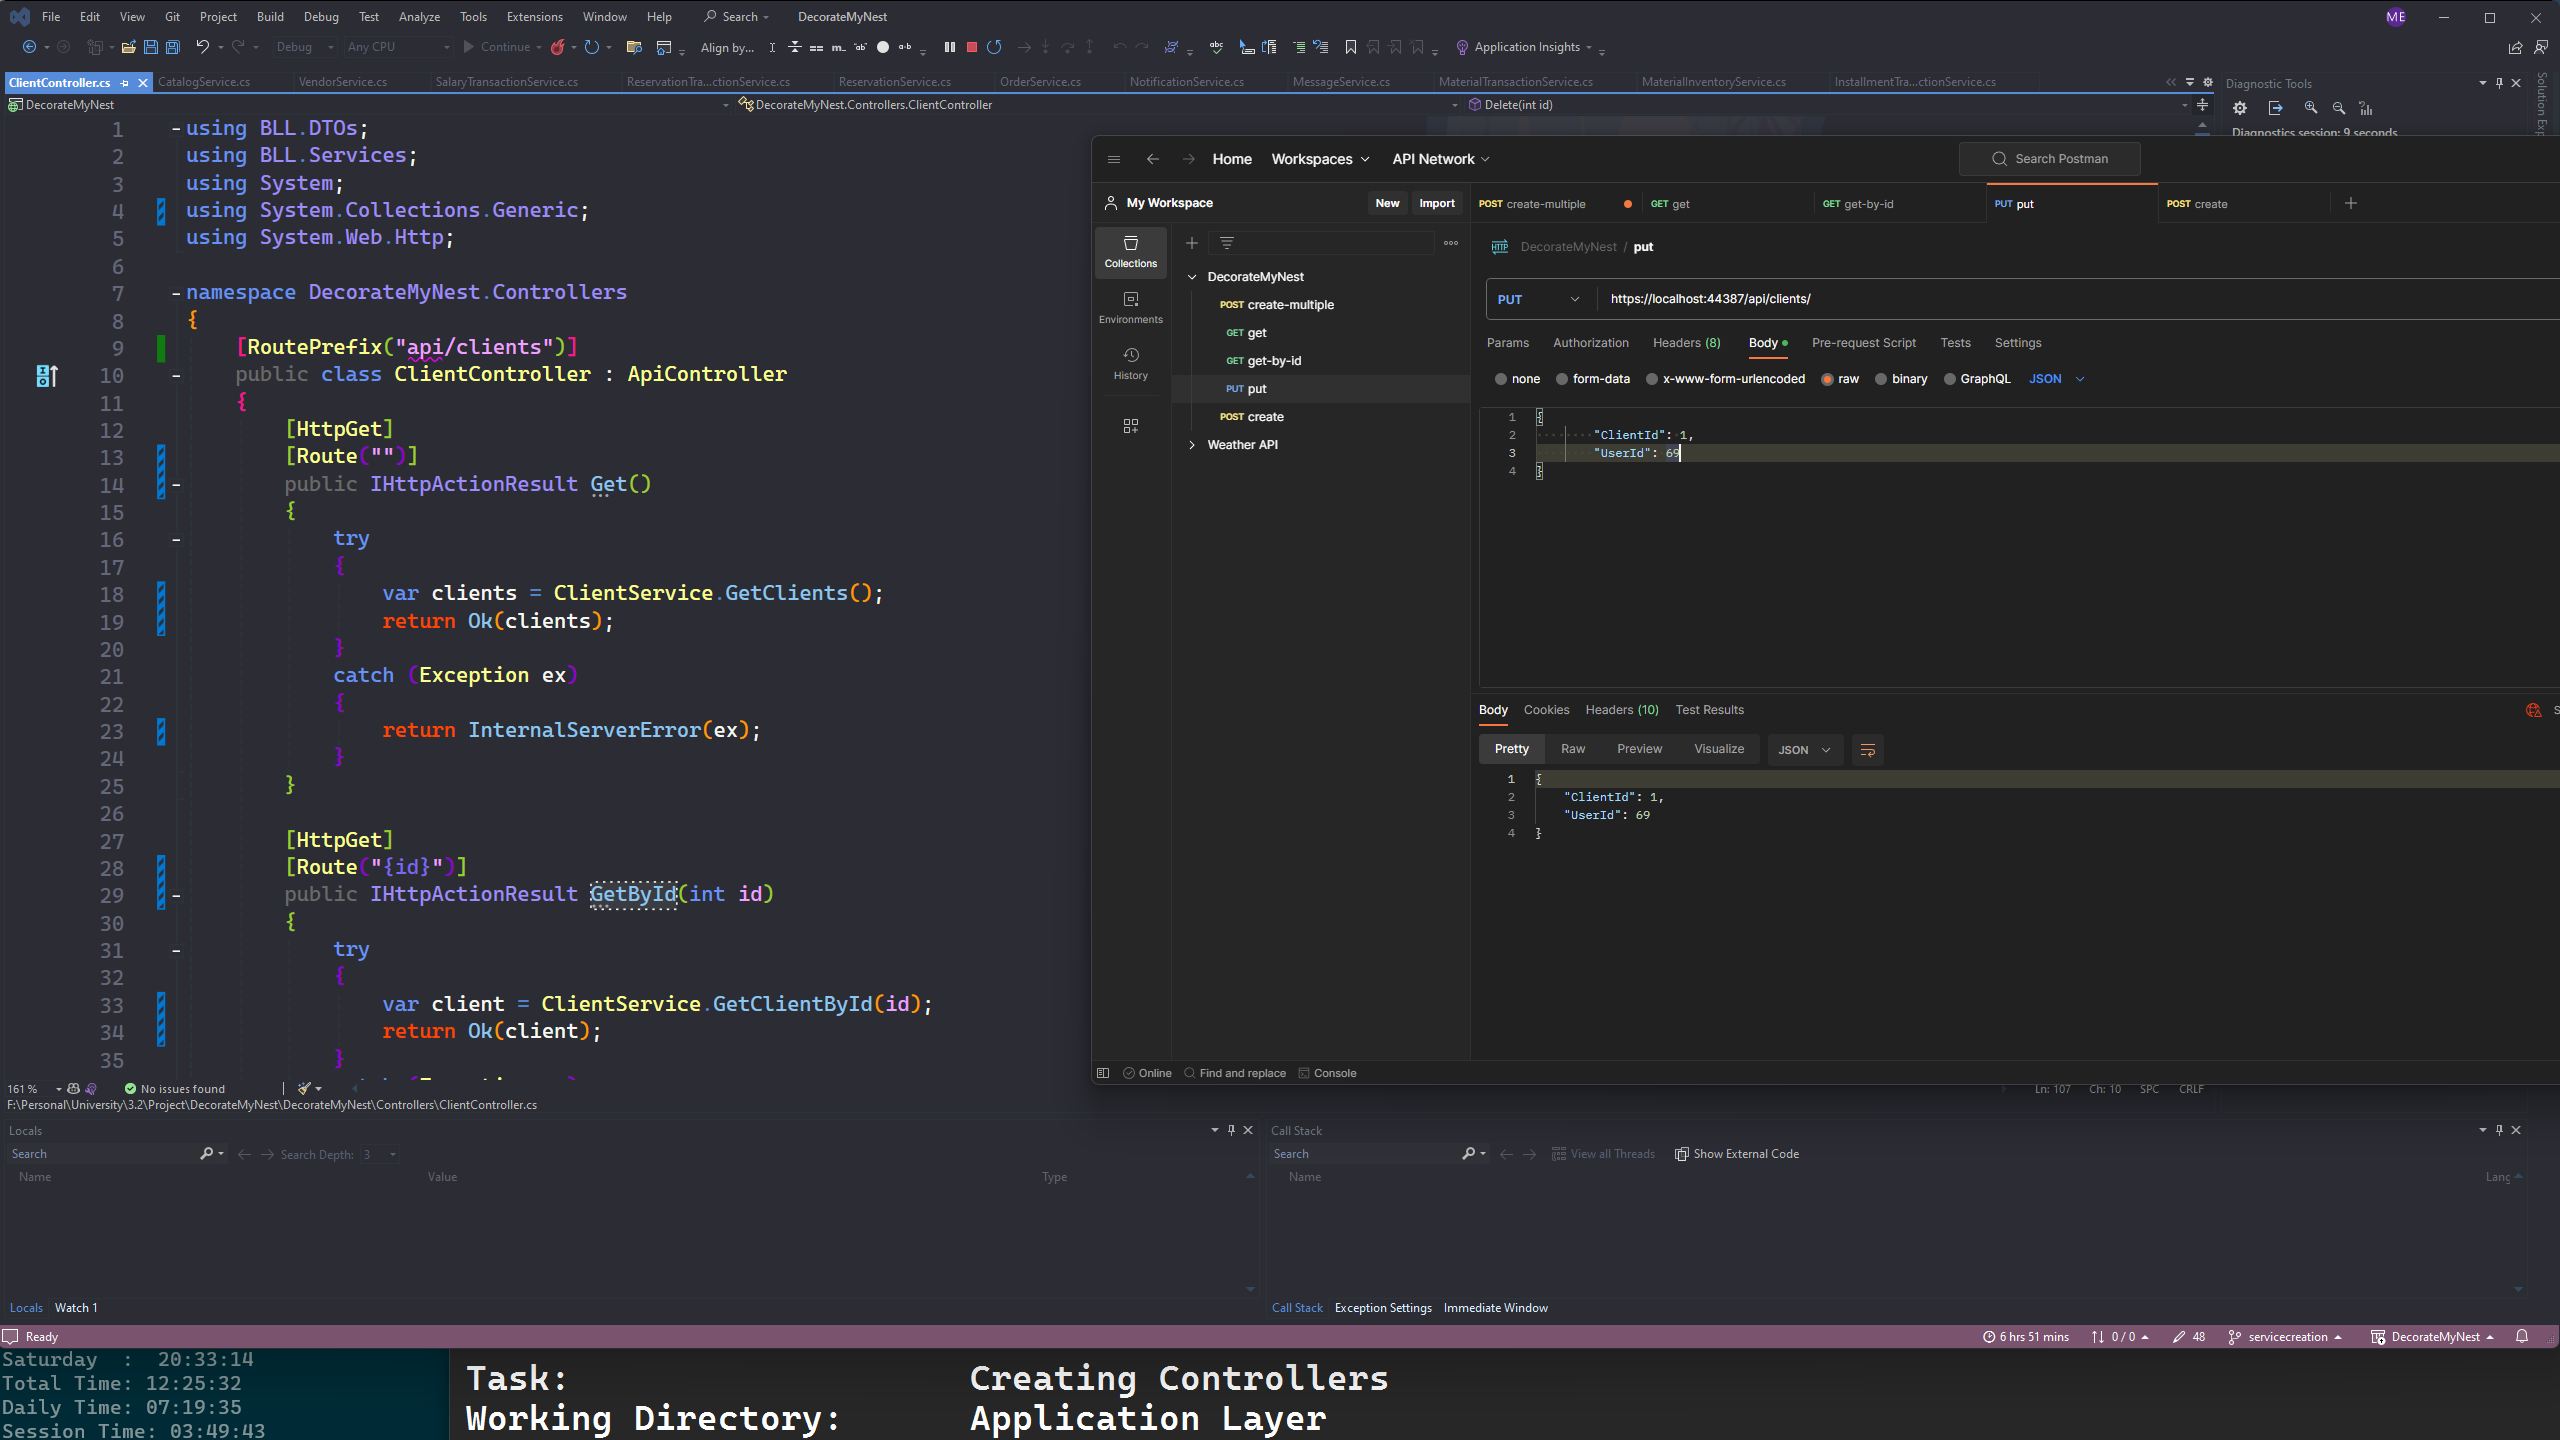 File Edit View Git Project Build Debug Test Analyze Tools Extensions Window Help Search DecorateMyNest ME
Debug Any CPU Continue Align by... Application Insights
ClientController.cs CatalogService.cs VendorService.cs SalaryTransactionService.cs ReservationTra...ctionService.cs ReservationService.cs OrderService.cs NotificationService.cs MessageService.cs MaterialTransactionService.cs MaterialInventoryService.cs InstallmentTra...ctionService.cs
DecorateMyNest DecorateMyNest.Controllers.ClientController Delete(int id)
Diagnostic Tools
Diagnostics session: 9 seconds
Solution Exp
1 using BLL.DTOs;
2 using BLL.Services;
3 using System;
4 using System.Collections.Generic;
5 using System.Web.Http;
6
7 namespace DecorateMyNest.Controllers
8 {
9 [RoutePrefix("api/clients")]
10 public class ClientController : ApiController
11 {
12 [HttpGet]
13 [Route("")]
14 public IHttpActionResult Get()
15 {
16 try
17 {
18 var clients = ClientService.GetClients();
19 return Ok(clients);
20 }
21 catch (Exception ex)
22 {
23 return InternalServerError(ex);
24 }
25 }
26
27 [HttpGet]
28 [Route("{id}")]
29 public IHttpActionResult GetById(int id)
30 {
31 try
32 {
33 var client = ClientService.GetClientById(id);
34 return Ok(client);
35 }
Home Workspaces API Network Search Postman
My Workspace New Import
POST create-multiple GET get GET get-by-id PUT put POST create
Collections
Environments
History
DecorateMyNest
POST create-multiple
GET get
GET get-by-id
PUT put
POST create
Weather API
HTTP DecorateMyNest / put
PUT https://localhost:44387/api/clients/
Params Authorization Headers (8) Body Pre-request Script Tests Settings
none form-data x-www-form-urlencoded raw binary GraphQL JSON
1 {
2 "ClientId": 1,
3 "UserId": 69
4 }
Body Cookies Headers (10) Test Results
Pretty Raw Preview Visualize JSON
1 {
2 "ClientId": 1,
3 "UserId": 69
4 }
Online Find and replace Console
161 % No issues found Ln: 107 Ch: 10 SPC CRLF
F:\Personal\University\3.2\Project\DecorateMyNest\DecorateMyNest\Controllers\ClientController.cs
Locals
Search Search Depth: 3
Name Value Type
Locals Watch 1
Call Stack
Search View all Threads Show External Code
Name Lang
Call Stack Exception Settings Immediate Window
Ready 6 hrs 51 mins 0 / 0 48 servicecreation DecorateMyNest
Saturday : 20:33:14
Total Time: 12:25:32
Daily Time: 07:19:35
Session Time: 03:49:43
Task: Creating Controllers
Working Directory: Application Layer